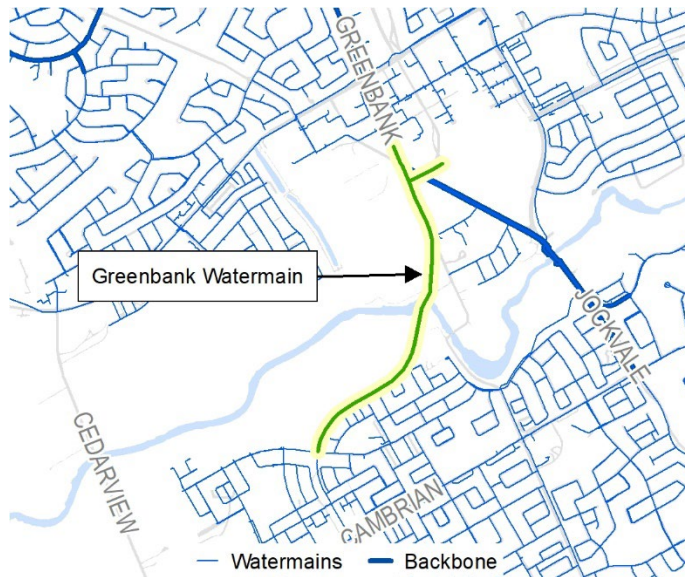 GREENBANK
Greenbank Watermain
JOCKVALE
CEDARVIEW
CAMBRIAN
Watermains
Backbone